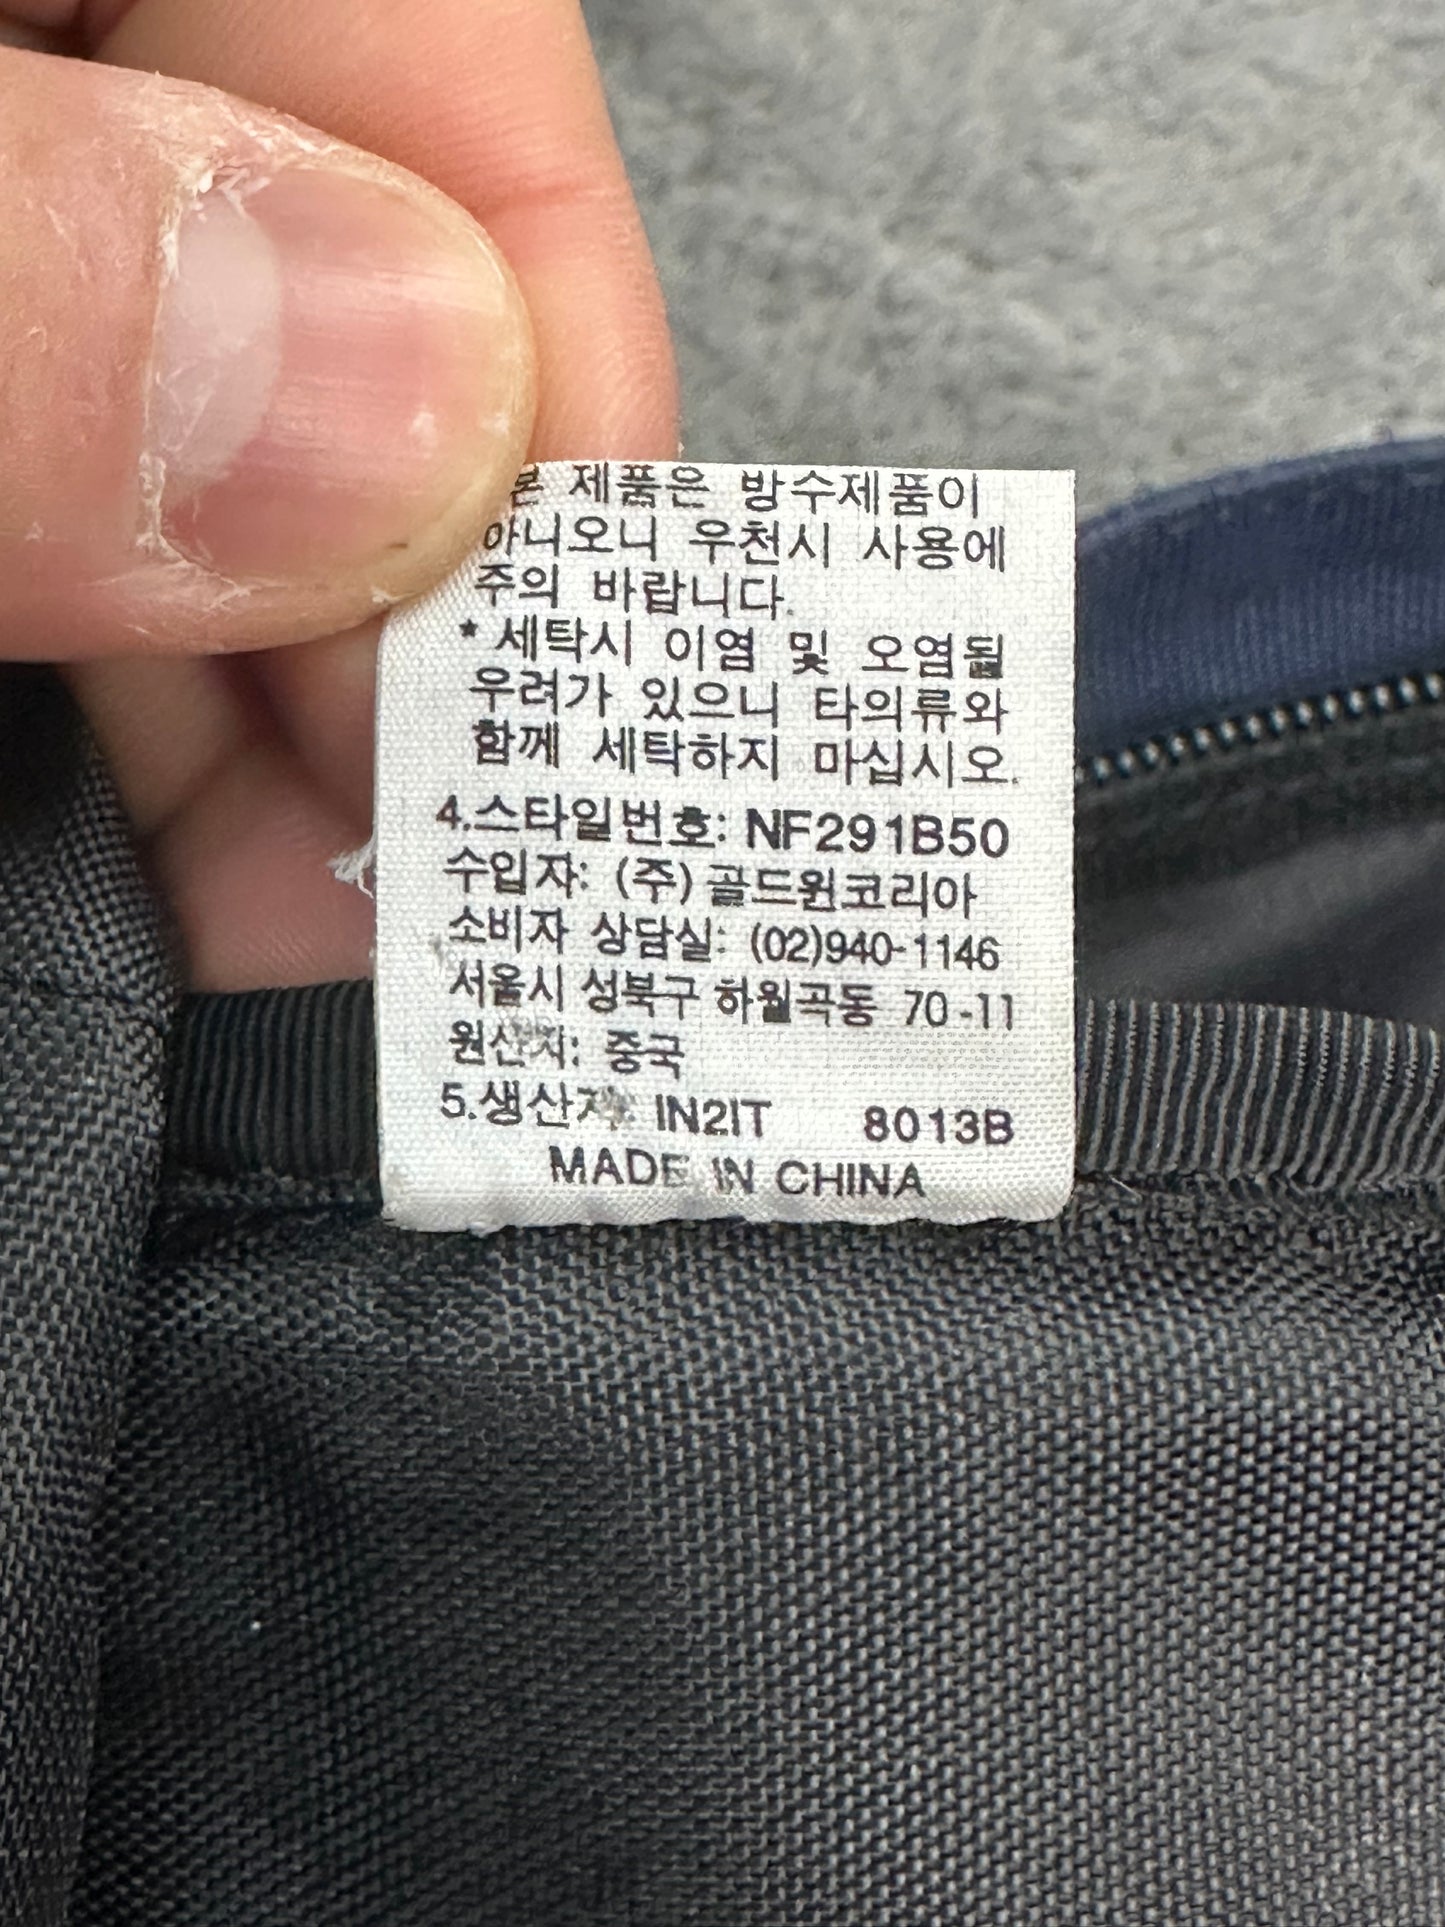 본 제품은 방수제품이
아니오니 우천시 사용에
주의 바랍니다.
* 세탁시 이염 및 오염될
우려가 있으니 타의류와
함께 세탁하지 마십시오.
4.스타일번호: NF291B50
수입자: (주)골드윈코리아
소비자 상담실: (02)940-1146
서울시 성북구 하월곡동 70-11
원산지: 중국
5.생산자: IN2IT 8013B
MADE IN CHINA